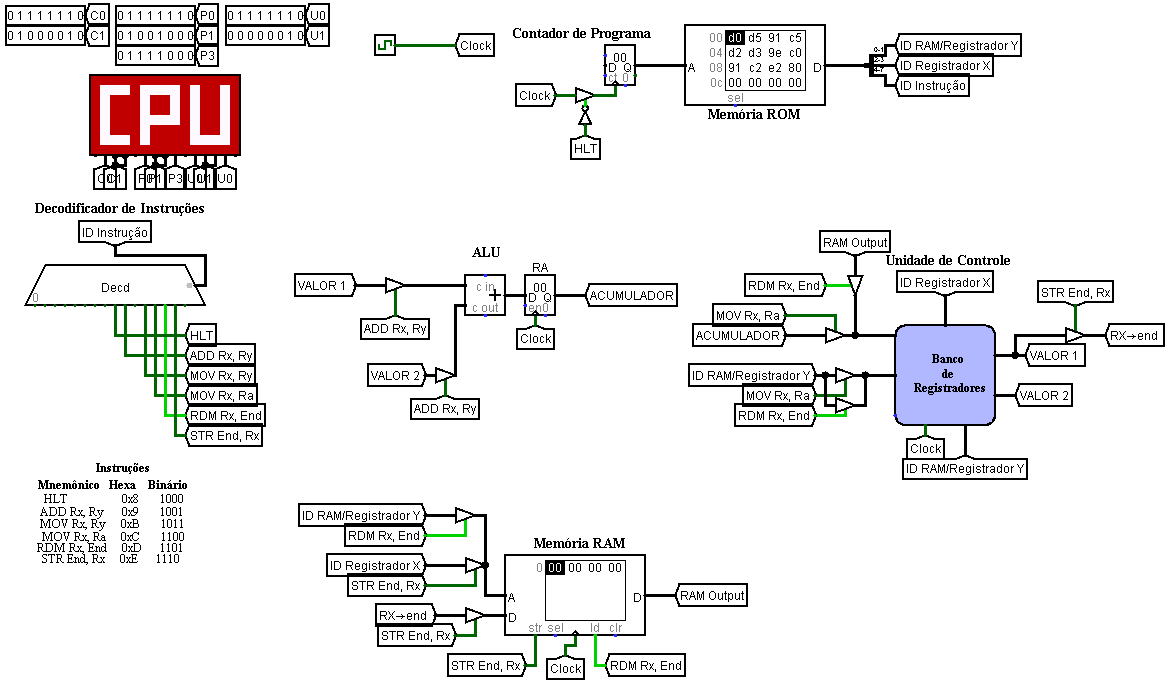 01111110 C0
01000010 C1
01111110 P0
01001000 P1
01111000 P3
01111110 U0
00000010 U1
CPU
C0 C1 P0 P1 P3 U0 U1 U0
Clock
Contador de Programa
00
D Q
ct 0
Clock
HLT
00 d0 d5 91 c5
04 d2 d3 9e c0
08 91 c2 e2 80
0c 00 00 00 00
A D
sel
Memória ROM
ID RAM/Registrador Y
ID Registrador X
ID Instrução
Decodificador de Instruções
ID Instrução
Decd
0
HLT
ADD Rx, Ry
MOV Rx, Ry
MOV Rx, Ra
RDM Rx, End
STR End, Rx
Instruções
Mnemônico Hexa Binário
HLT 0x8 1000
ADD Rx, Ry 0x9 1001
MOV Rx, Ry 0xB 1011
MOV Rx, Ra 0xC 1100
RDM Rx, End 0xD 1101
STR End, Rx 0xE 1110
ALU
VALOR 1
ADD Rx, Ry
VALOR 2
ADD Rx, Ry
c in
+
c out
RA
00
D Q
en0
Clock
ACUMULADOR
RAM Output
Unidade de Controle
RDM Rx, End
ID Registrador X
MOV Rx, Ra
ACUMULADOR
ID RAM/Registrador Y
MOV Rx, Ra
RDM Rx, End
Banco
de
Registradores
STR End, Rx
RX→end
VALOR 1
VALOR 2
Clock
ID RAM/Registrador Y
ID RAM/Registrador Y
RDM Rx, End
ID Registrador X
STR End, Rx
RX→end
STR End, Rx
Memória RAM
0 00 00 00 00
A D
D
str sel ld clr
STR End, Rx
Clock
RDM Rx, End
RAM Output